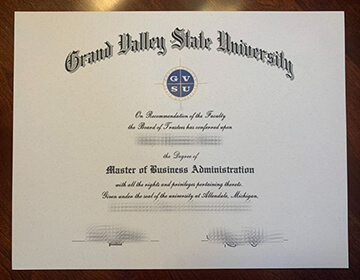 Grand Valley State University
G V
S U
On Recommendation of the Faculty
the Board of Trustees has conferred upon
the Degree of
Master of Business Administration
with all the rights and privileges pertaining thereto.
Given under the seal of the university at Allendale, Michigan,